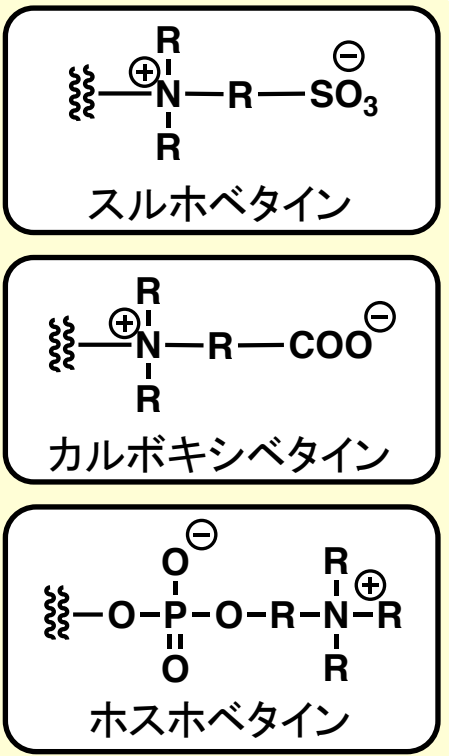 R
⊕ ⊖
N R SO3
R
スルホベタイン
R
⊕ ⊖
N R COO
R
カルボキシベタイン
⊖
O R ⊕
O P O R N R
O R
ホスホベタイン